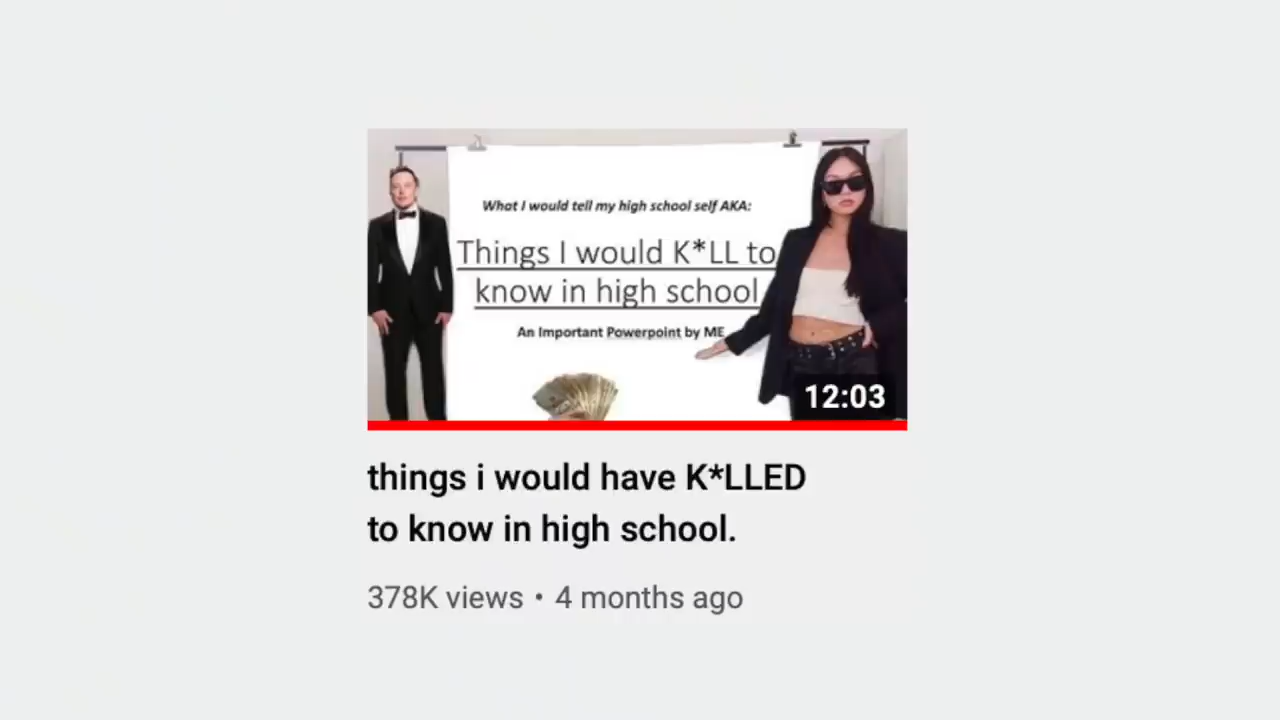 What I would tell my high school self AKA:
Things I would K*LL to
know in high school
An Important Powerpoint by ME
12:03
things i would have K*LLED
to know in high school.
378K views • 4 months ago